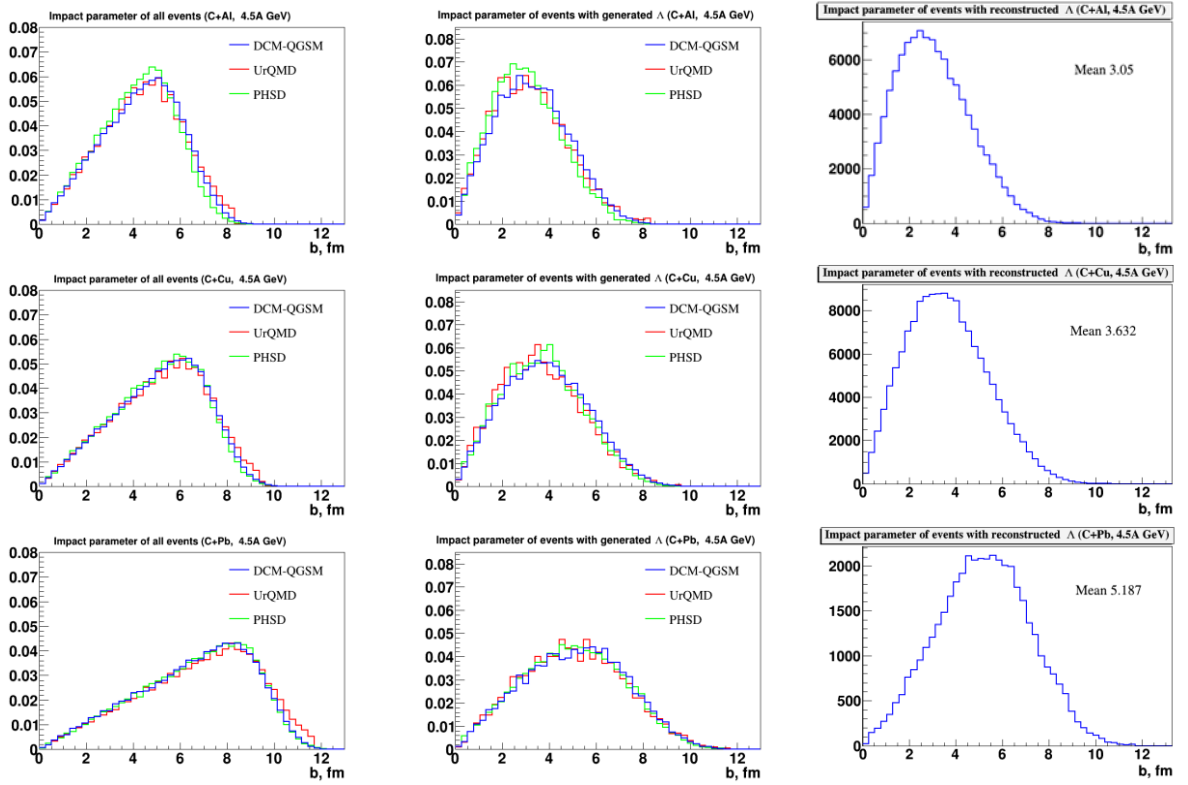 Impact parameter of all events (C+Al, 4.5A GeV)
0.08
0.07
0.06
0.05
0.04
0.03
0.02
0.01
0
DCM-QGSM
UrQMD
PHSD
0 2 4 6 8 10 12
b, fm
Impact parameter of events with generated Λ (C+Al, 4.5A GeV)
0.08
0.07
0.06
0.05
0.04
0.03
0.02
0.01
0
DCM-QGSM
UrQMD
PHSD
0 2 4 6 8 10 12
b, fm
Impact parameter of events with reconstructed Λ (C+Al, 4.5A GeV)
6000
4000
2000
0
Mean 3.05
0 2 4 6 8 10 12
b, fm
Impact parameter of all events (C+Cu, 4.5A GeV)
0.08
0.07
0.06
0.05
0.04
0.03
0.02
0.01
0
DCM-QGSM
UrQMD
PHSD
0 2 4 6 8 10 12
b, fm
Impact parameter of events with generated Λ (C+Cu, 4.5A GeV)
0.08
0.07
0.06
0.05
0.04
0.03
0.02
0.01
0
DCM-QGSM
UrQMD
PHSD
0 2 4 6 8 10 12
b, fm
Impact parameter of events with reconstructed Λ (C+Cu, 4.5A GeV)
8000
6000
4000
2000
0
Mean 3.632
0 2 4 6 8 10 12
b, fm
Impact parameter of all events (C+Pb, 4.5A GeV)
0.08
0.07
0.06
0.05
0.04
0.03
0.02
0.01
0
DCM-QGSM
UrQMD
PHSD
0 2 4 6 8 10 12
b, fm
Impact parameter of events with generated Λ (C+Pb, 4.5A GeV)
0.08
0.07
0.06
0.05
0.04
0.03
0.02
0.01
0
DCM-QGSM
UrQMD
PHSD
0 2 4 6 8 10 12
b, fm
Impact parameter of events with reconstructed Λ (C+Pb, 4.5A GeV)
2000
1500
1000
500
0
Mean 5.187
0 2 4 6 8 10 12
b, fm